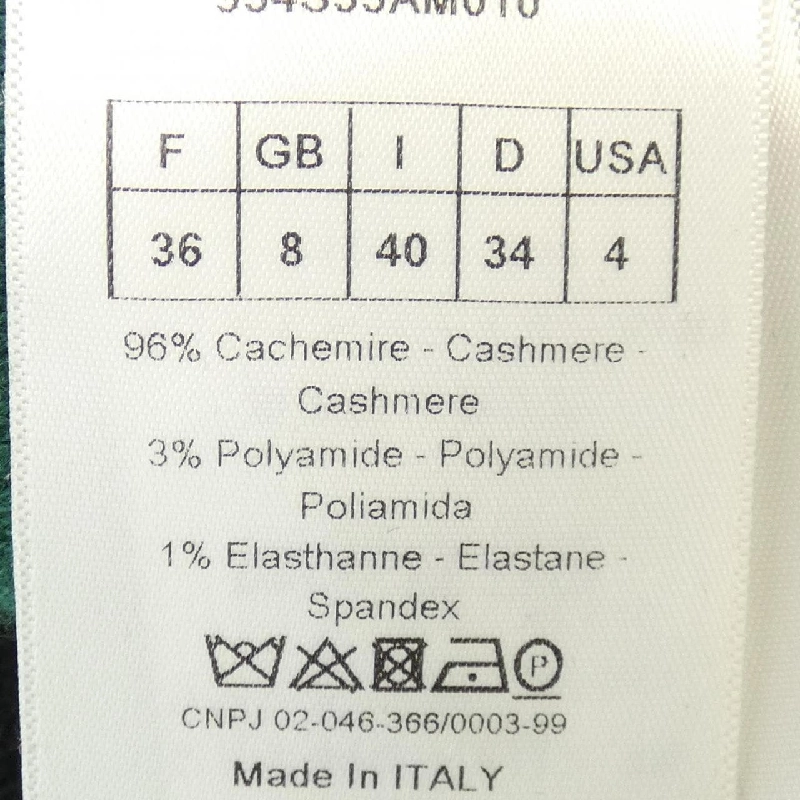 F GB I D USA
36 8 40 34 4
96% Cachemire - Cashmere -
Cashmere
3% Polyamide - Polyamide -
Poliamida
1% Elasthanne - Elastane -
Spandex
P
CNPJ 02-046-366/0003-99
Made In ITALY